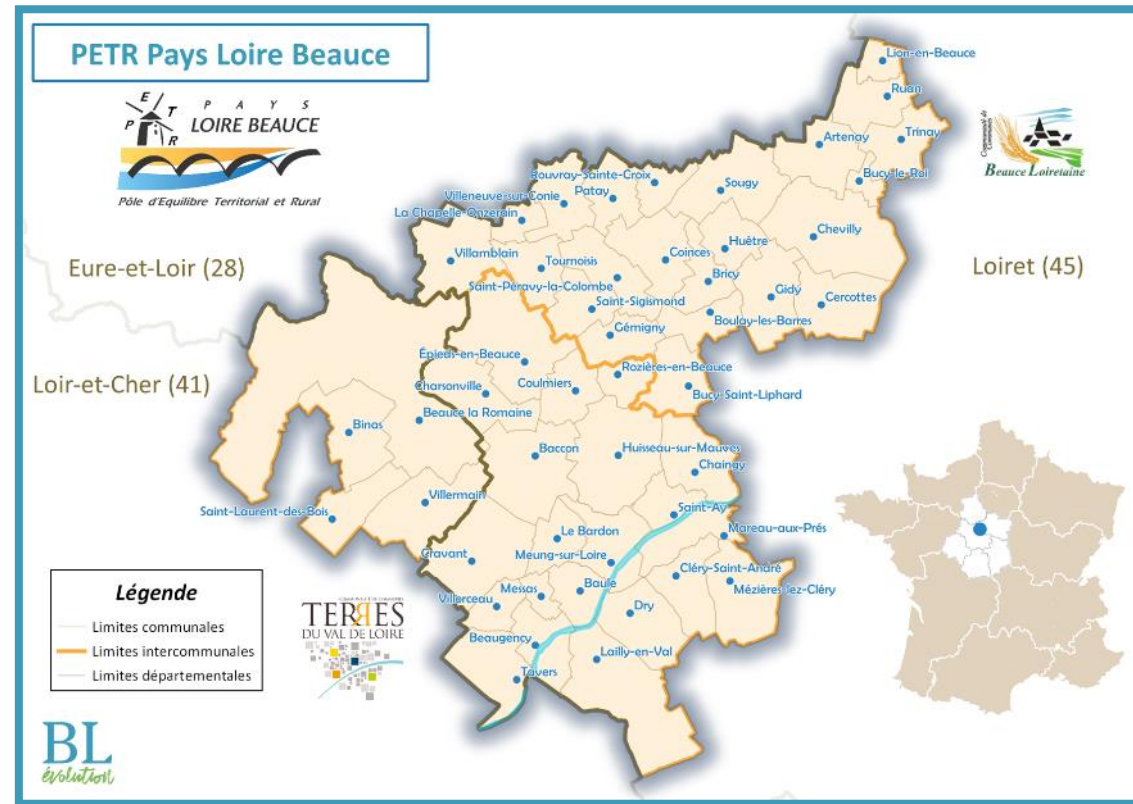 PETR Pays Loire Beauce
E
T
P
R
PAYS
LOIRE BEAUCE
Pôle d'Equilibre Territorial et Rural
Communauté de Communes
Beauce Loiretaine
Eure-et-Loir (28)
Loiret (45)
Loir-et-Cher (41)
Lion-en-Beauce
Ruan
Artenay
Trinay
Bucy-le-Roi
Rouvray-Sainte-Croix
Sougy
Villeneuve-sur-Conie
Patay
La Chapelle-Onzerain
Chevilly
Huêtre
Villamblain
Tournoisis
Coinces
Saint-Péravy-la-Colombe
Bricy
Gidy
Saint-Sigismond
Cercottes
Boulay-les-Barres
Gémigny
Épieds-en-Beauce
Rozières-en-Beauce
Charsonville
Coulmiers
Bucy-Saint-Liphard
Beauce la Romaine
Binas
Baccon
Huisseau-sur-Mauves
Chaingy
Villermain
Saint-Laurent-des-Bois
Saint-Ay
Le Bardon
Mareau-aux-Prés
Cravant
Meung-sur-Loire
Cléry-Saint-André
Messas
Baule
Mézières-lez-Cléry
Villorceau
Dry
Beaugency
Lailly-en-Val
Tavers
Légende
Limites communales
Limites intercommunales
Limites départementales
TERRES
DU VAL DE LOIRE
BL
évolution